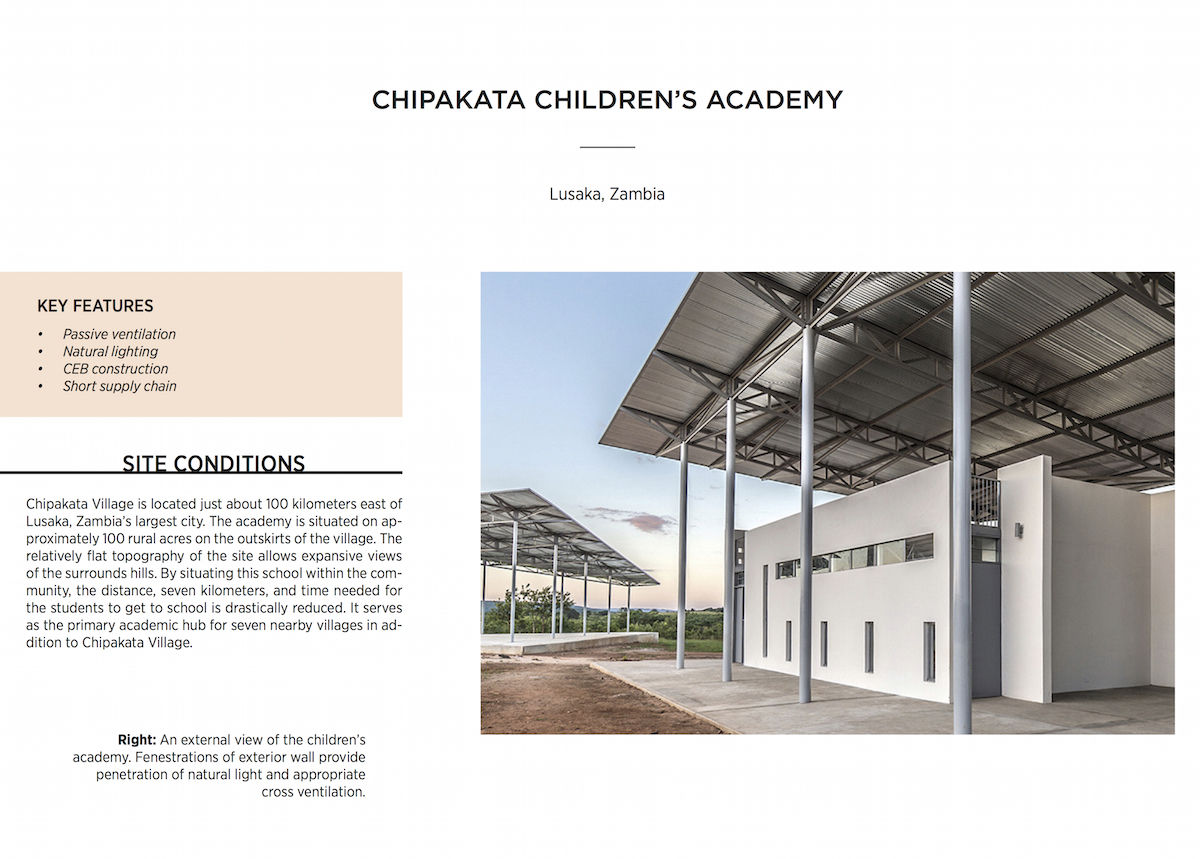 CHIPAKATA CHILDREN’S ACADEMY
Lusaka, Zambia
KEY FEATURES
• Passive ventilation
• Natural lighting
• CEB construction
• Short supply chain
SITE CONDITIONS
Chipakata Village is located just about 100 kilometers east of
Lusaka, Zambia’s largest city. The academy is situated on ap-
proximately 100 rural acres on the outskirts of the village. The
relatively flat topography of the site allows expansive views
of the surrounds hills. By situating this school within the com-
munity, the distance, seven kilometers, and time needed for
the students to get to school is drastically reduced. It serves
as the primary academic hub for seven nearby villages in ad-
dition to Chipakata Village.
Right: An external view of the children’s
academy. Fenestrations of exterior wall provide
penetration of natural light and appropriate
cross ventilation.